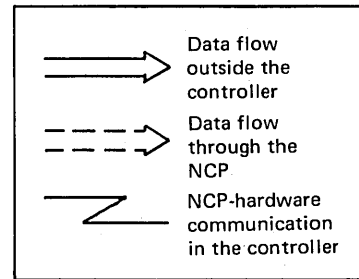 Data flow
outside the
controller
Data flow
through the
NCP
NCP-hardware
communication
in the controller